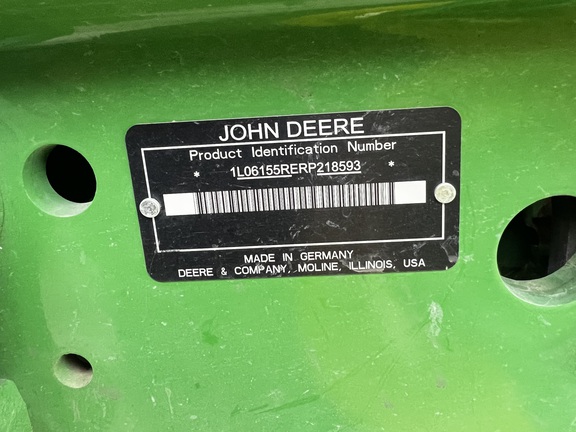 JOHN DEERE
Product Identification Number
* 1L06155RERP218593 *
MADE IN GERMANY
DEERE & COMPANY, MOLINE, ILLINOIS, USA